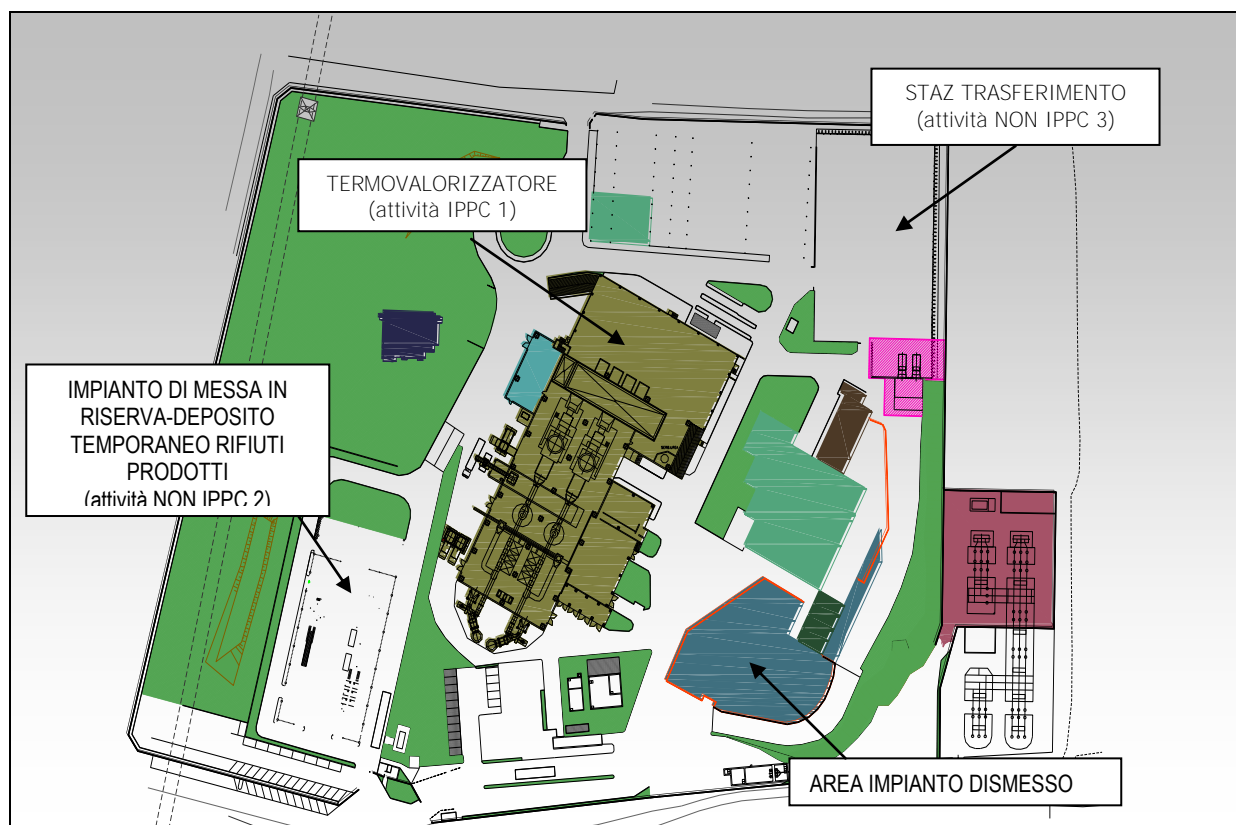 STAZ TRASFERIMENTO
(attività NON IPPC 3)
TERMOVALORIZZATORE
(attività IPPC 1)
IMPIANTO DI MESSA IN
RISERVA-DEPOSITO
TEMPORANEO RIFIUTI
PRODOTTI
(attività NON IPPC 2)
AREA IMPIANTO DISMESSO